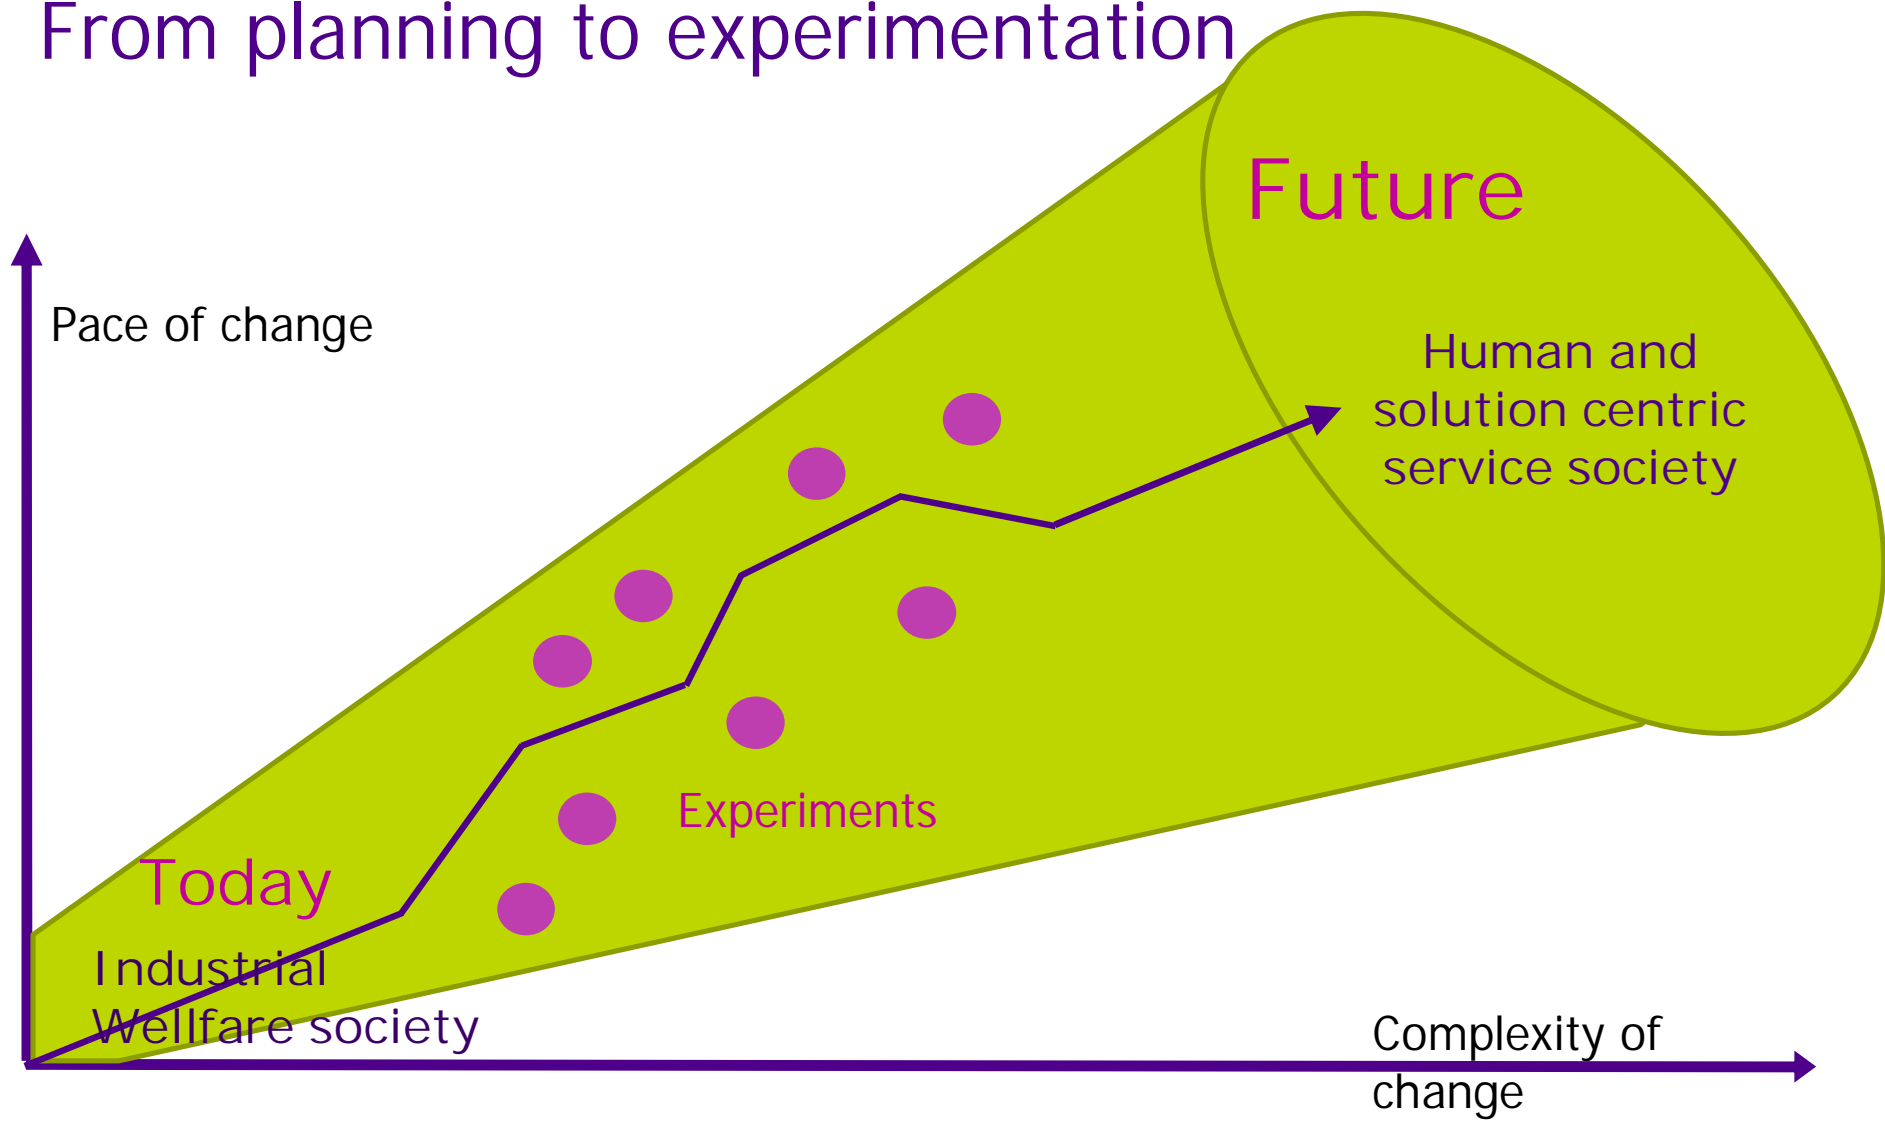 From planning to experimentation
Future
Pace of change
Human and
solution centric
service society
Experiments
Today
Industrial
Wellfare society
Complexity of
change